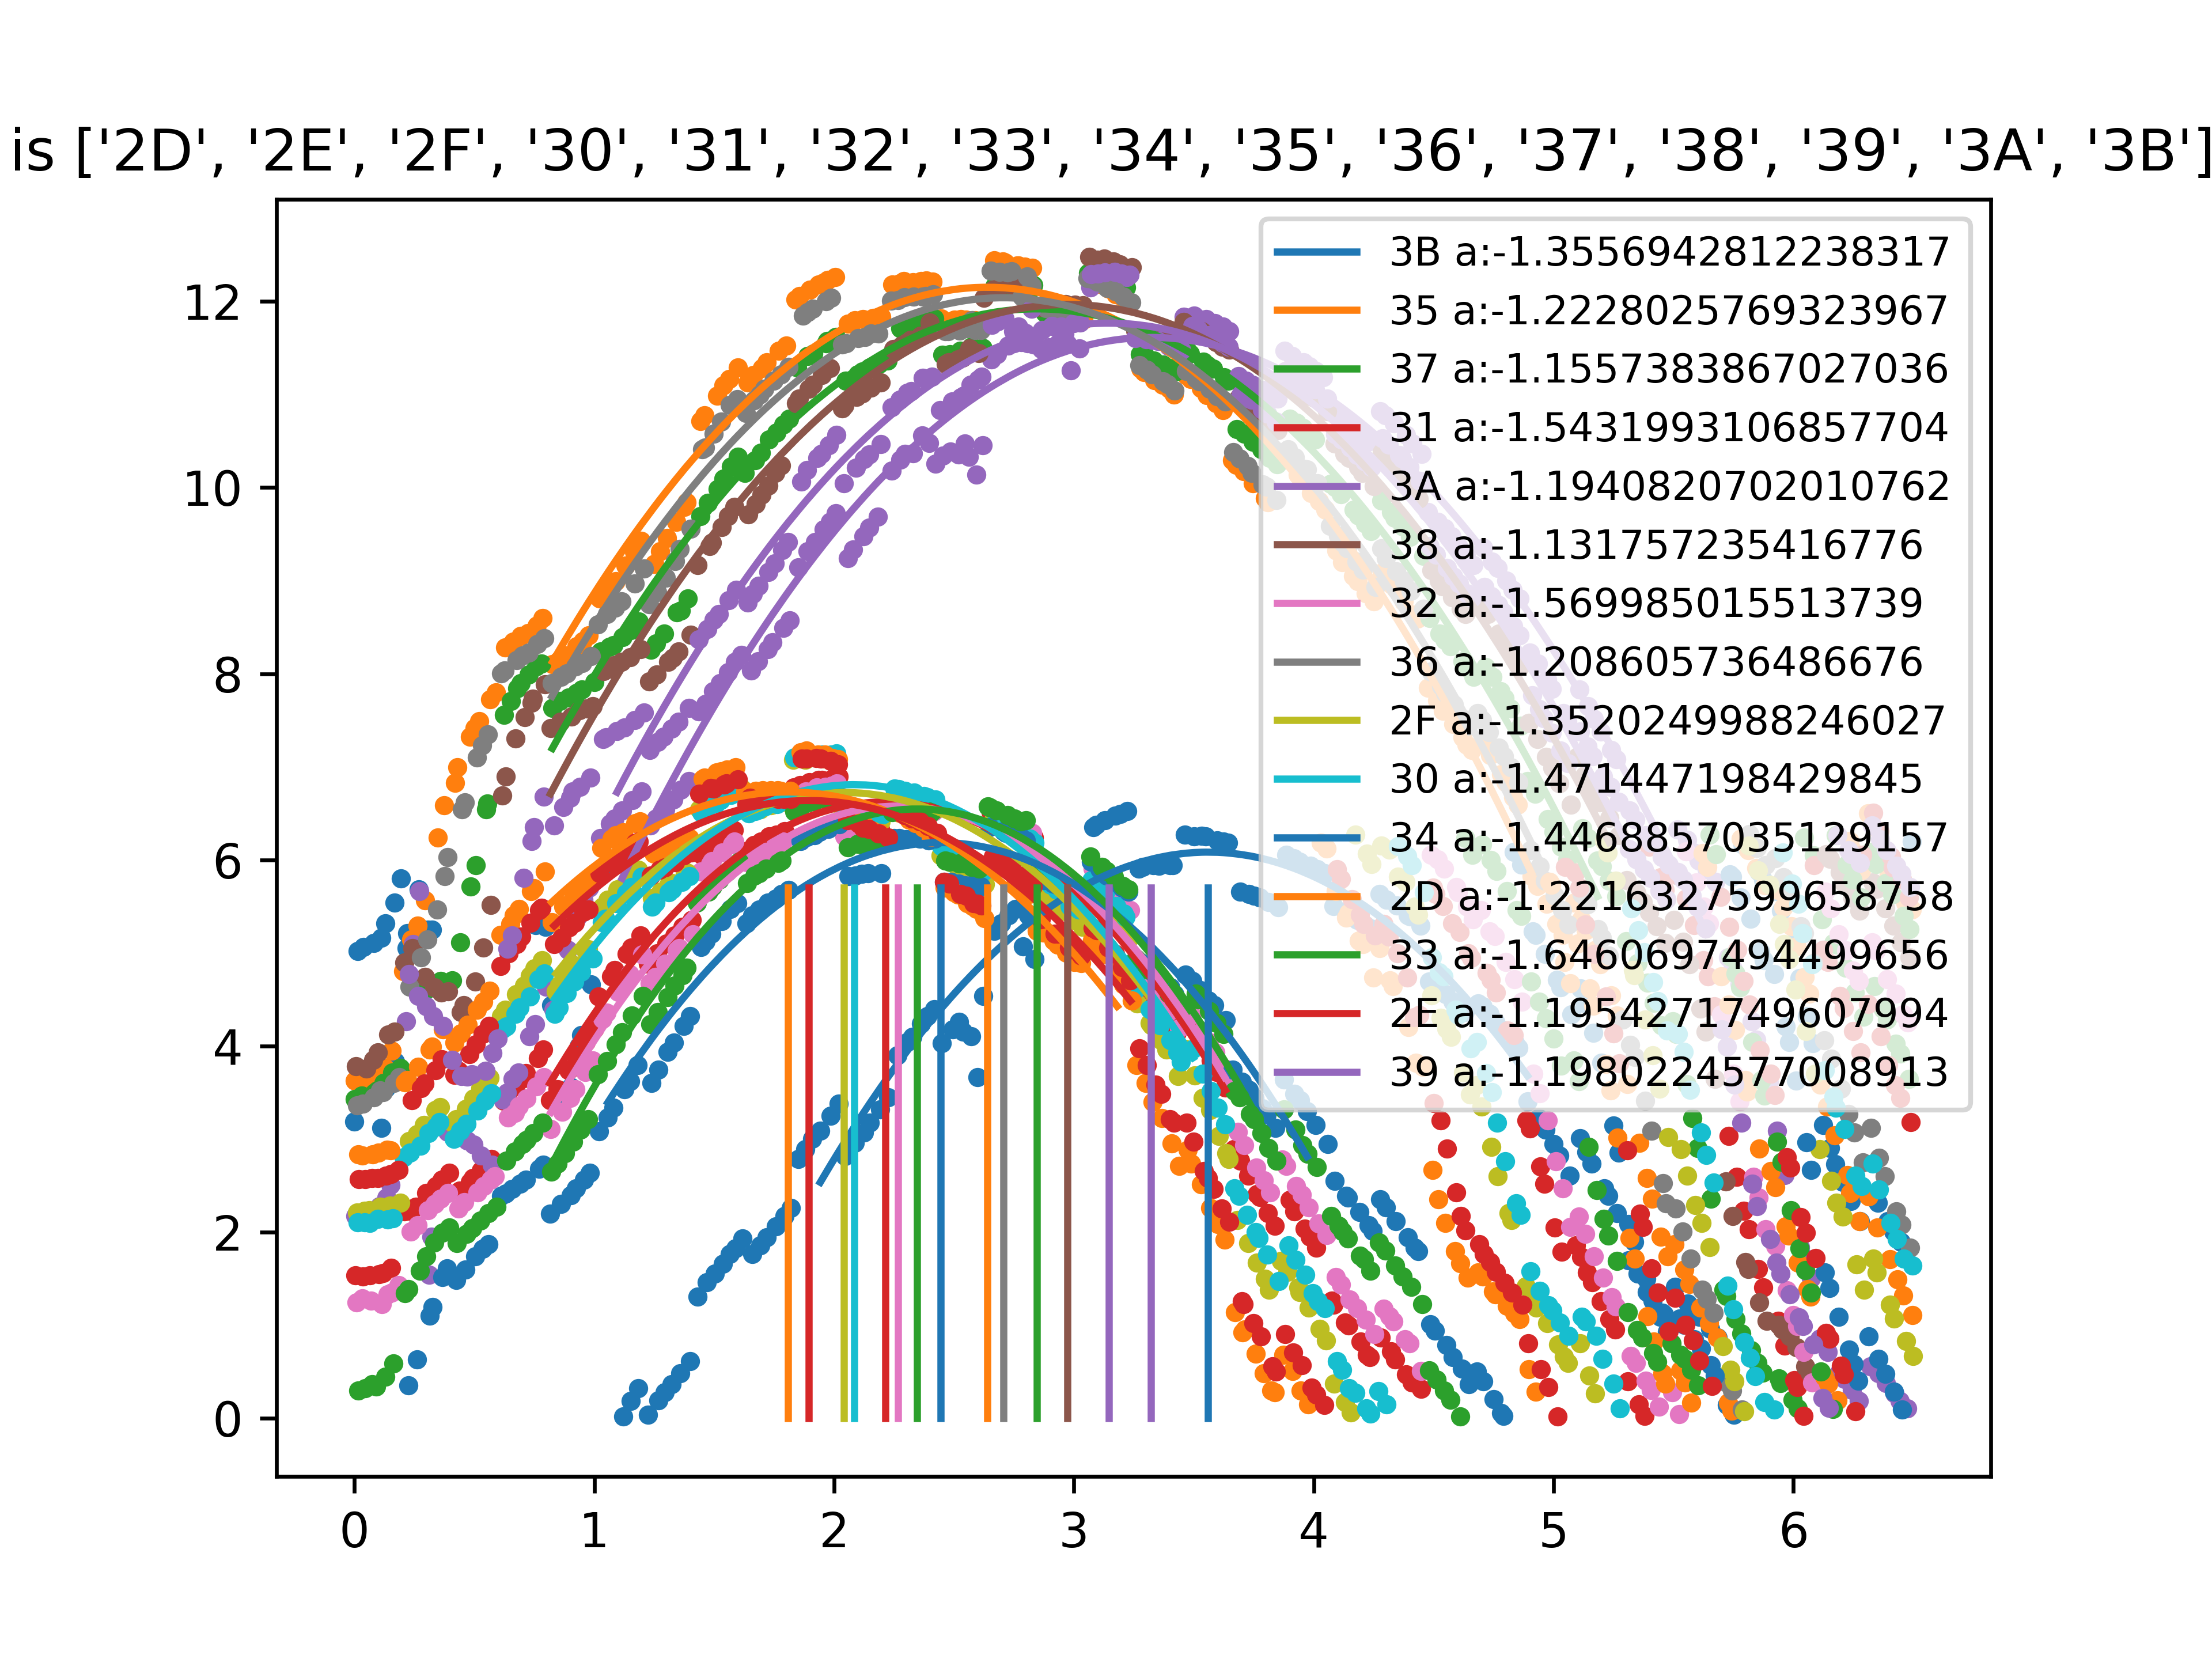 is ['2D', '2E', '2F', '30', '31', '32', '33', '34', '35', '36', '37', '38', '39', '3A', '3B']
3B a:-1.3556942812238317
35 a:-1.2228025769323967
37 a:-1.1557383867027036
31 a:-1.5431993106857704
3A a:-1.1940820702010762
38 a:-1.131757235416776
32 a:-1.569985015513739
36 a:-1.208605736486676
2F a:-1.3520249988246027
30 a:-1.471447198429845
34 a:-1.4468857035129157
2D a:-1.2216327599658758
33 a:-1.6460697494499656
2E a:-1.1954271749607994
39 a:-1.1980224577008913
12
10
8
6
4
2
0
0 1 2 3 4 5 6